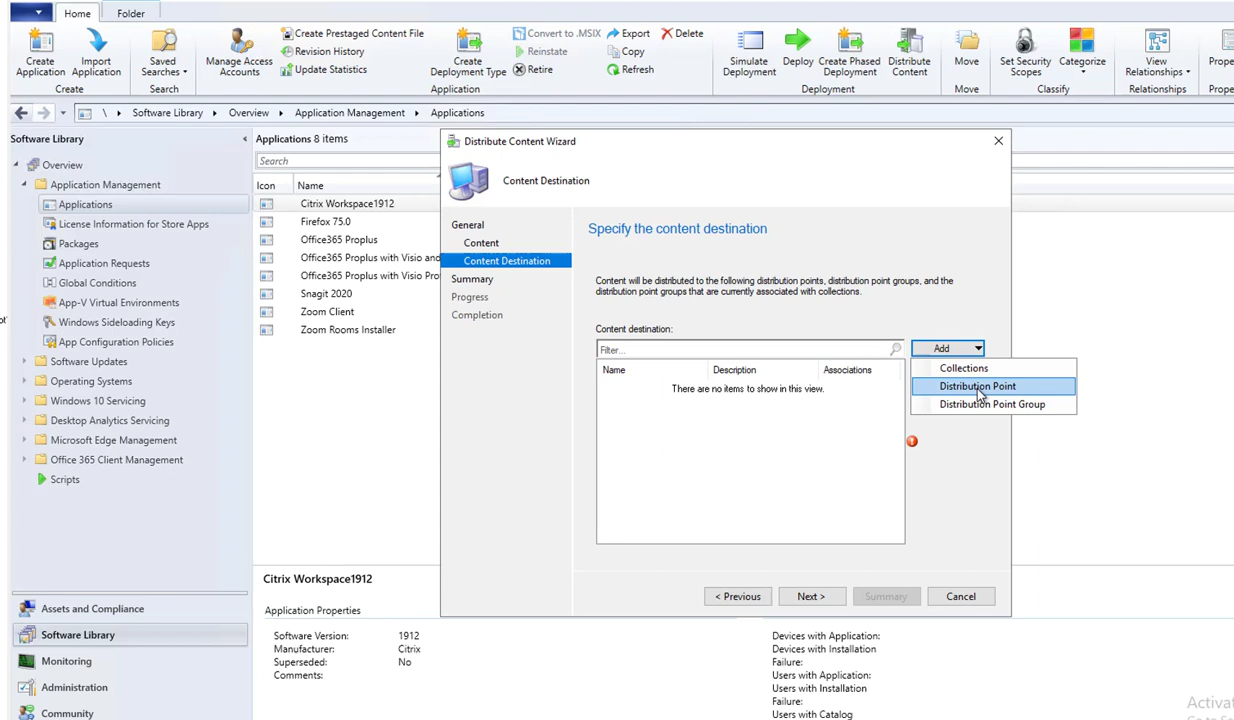 Home
Folder
Create Application
Import Application
Create
Saved Searches
Search
Manage Access Accounts
Create Prestaged Content File
Revision History
Update Statistics
Create Deployment Type
Convert to .MSIX
Reinstate
Retire
Export
Copy
Refresh
Delete
Application
Simulate Deployment
Deploy
Create Phased Deployment
Distribute Content
Deployment
Move
Move
Set Security Scopes
Categorize
Classify
View Relationships
Relationships
\ Software Library Overview Application Management Applications
Software Library
Overview
Application Management
Applications
License Information for Store Apps
Packages
Application Requests
Global Conditions
App-V Virtual Environments
Windows Sideloading Keys
App Configuration Policies
Software Updates
Operating Systems
Windows 10 Servicing
Desktop Analytics Servicing
Microsoft Edge Management
Office 365 Client Management
Scripts
Assets and Compliance
Software Library
Monitoring
Administration
Community
Applications 8 items
Search
Icon Name
Citrix Workspace1912
Firefox 75.0
Office365 Proplus
Office365 Proplus with Visio and
Office365 Proplus with Visio Pro
Snagit 2020
Zoom Client
Zoom Rooms Installer
Distribute Content Wizard
Content Destination
General
Content
Content Destination
Summary
Progress
Completion
Specify the content destination
Content will be distributed to the following distribution points, distribution point groups, and the
distribution point groups that are currently associated with collections.
Content destination:
Filter...
Add
Name Description Associations
There are no items to show in this view.
Collections
Distribution Point
Distribution Point Group
< Previous
Next >
Summary
Cancel
Citrix Workspace1912
Application Properties
Software Version: 1912
Manufacturer: Citrix
Superseded: No
Comments:
Devices with Application:
Devices with Installation
Failure:
Users with Application:
Users with Installation
Failure:
Users with Catalog